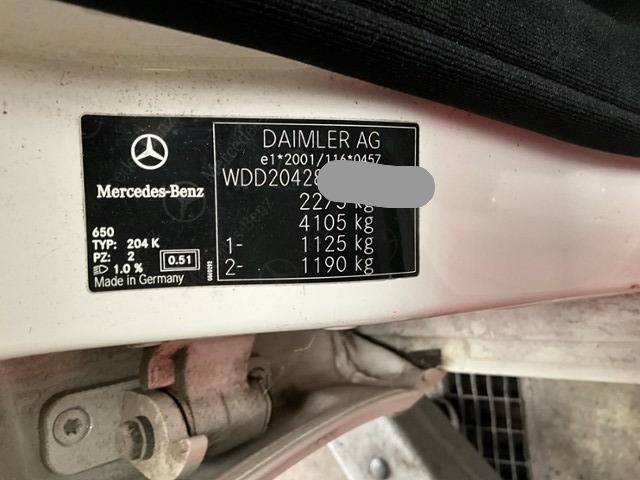 Mercedes-Benz
650
TYP: 204 K
PZ: 2
1.0 %
0.51
Made in Germany
DAIMLER AG
e1*2001/116*0457
WDD20428
2275 kg
4105 kg
1- 1125 kg
2- 1190 kg